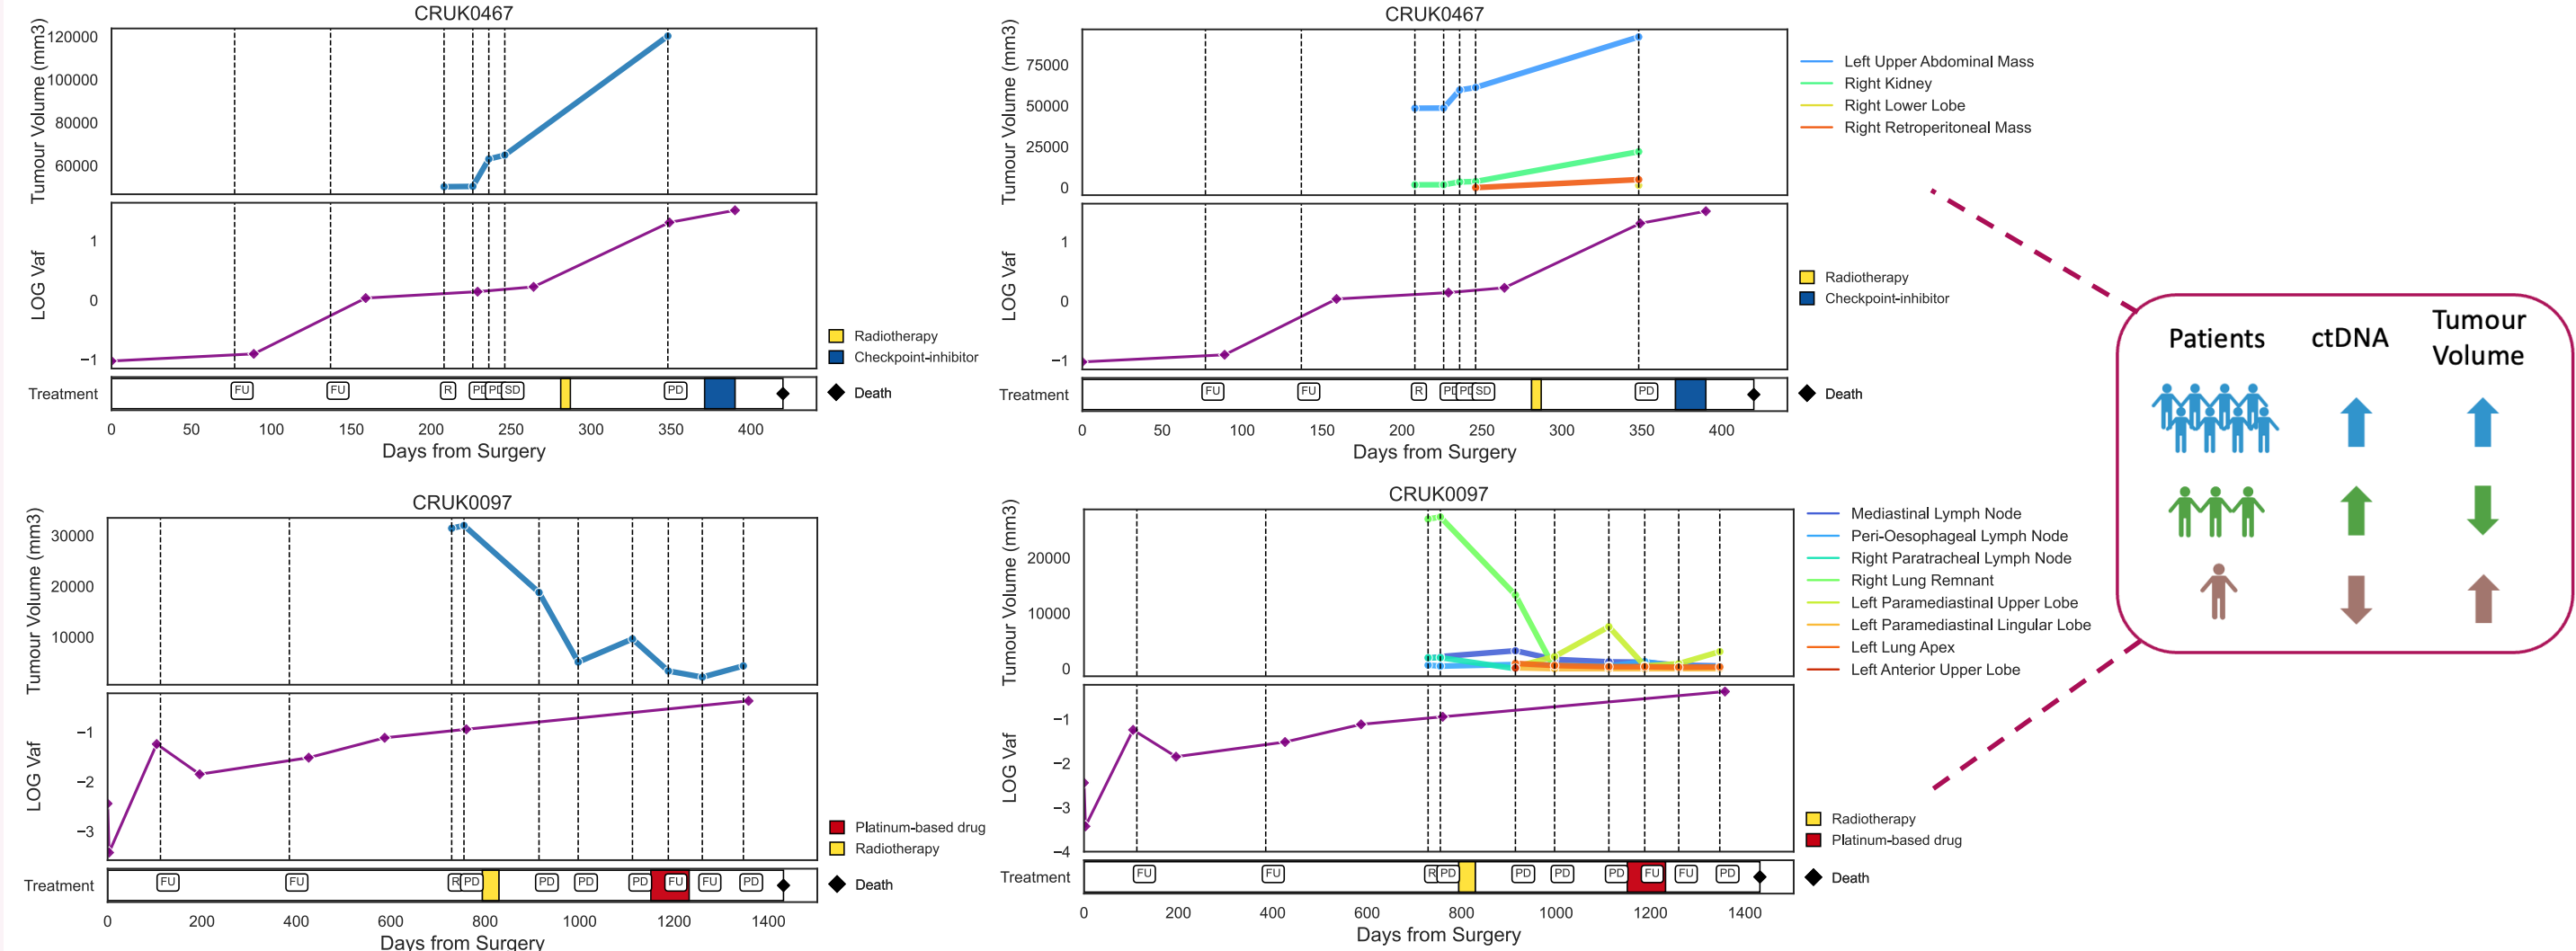 CRUK0467
Tumour Volume (mm3)
120000
100000
80000
60000
LOG Vaf
1
0
−1
Radiotherapy
Checkpoint-inhibitor
Treatment
FU FU R PD PD SD PD
Death
0 50 100 150 200 250 300 350 400
Days from Surgery
CRUK0467
Tumour Volume (mm3)
75000
50000
25000
0
Left Upper Abdominal Mass
Right Kidney
Right Lower Lobe
Right Retroperitoneal Mass
LOG Vaf
1
0
−1
Radiotherapy
Checkpoint-inhibitor
Treatment
FU FU R PD PD SD PD
Death
0 50 100 150 200 250 300 350 400
Days from Surgery
CRUK0097
Tumour Volume (mm3)
30000
20000
10000
LOG Vaf
−1
−2
−3
Platinum-based drug
Radiotherapy
Treatment
FU FU R PD PD PD PD FU FU PD
Death
0 200 400 600 800 1000 1200 1400
Days from Surgery
CRUK0097
Tumour Volume (mm3)
20000
10000
0
Mediastinal Lymph Node
Peri-Oesophageal Lymph Node
Right Paratracheal Lymph Node
Right Lung Remnant
Left Paramediastinal Upper Lobe
Left Paramediastinal Lingular Lobe
Left Lung Apex
Left Anterior Upper Lobe
LOG Vaf
−1
−2
−3
−4
Radiotherapy
Platinum-based drug
Treatment
FU FU R PD PD PD PD FU FU PD
Death
0 200 400 600 800 1000 1200 1400
Days from Surgery
Patients ctDNA Tumour
Volume